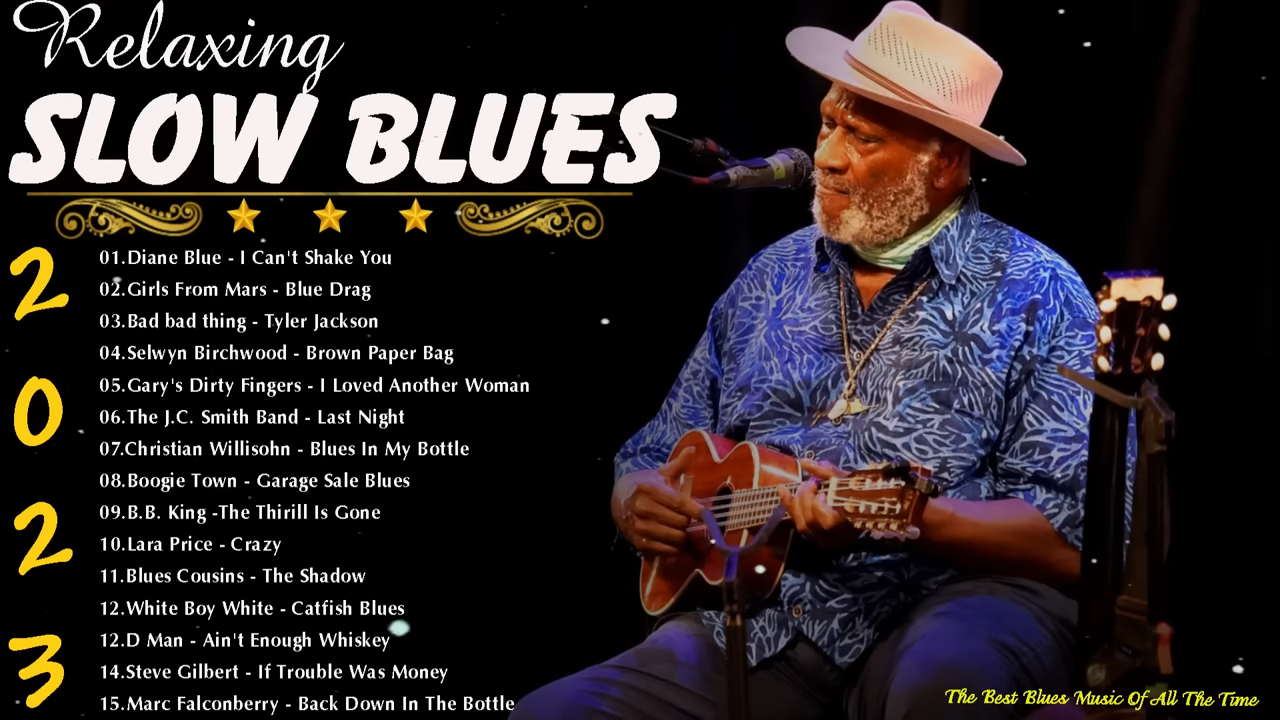 Relaxing
SLOW BLUES
2
0
2
3
01.Diane Blue - I Can't Shake You
02.Girls From Mars - Blue Drag
03.Bad bad thing - Tyler Jackson
04.Selwyn Birchwood - Brown Paper Bag
05.Gary's Dirty Fingers - I Loved Another Woman
06.The J.C. Smith Band - Last Night
07.Christian Willisohn - Blues In My Bottle
08.Boogie Town - Garage Sale Blues
09.B.B. King -The Thirill Is Gone
10.Lara Price - Crazy
11.Blues Cousins - The Shadow
12.White Boy White - Catfish Blues
12.D Man - Ain't Enough Whiskey
14.Steve Gilbert - If Trouble Was Money
15.Marc Falconberry - Back Down In The Bottle
The Best Blues Music Of All The Time